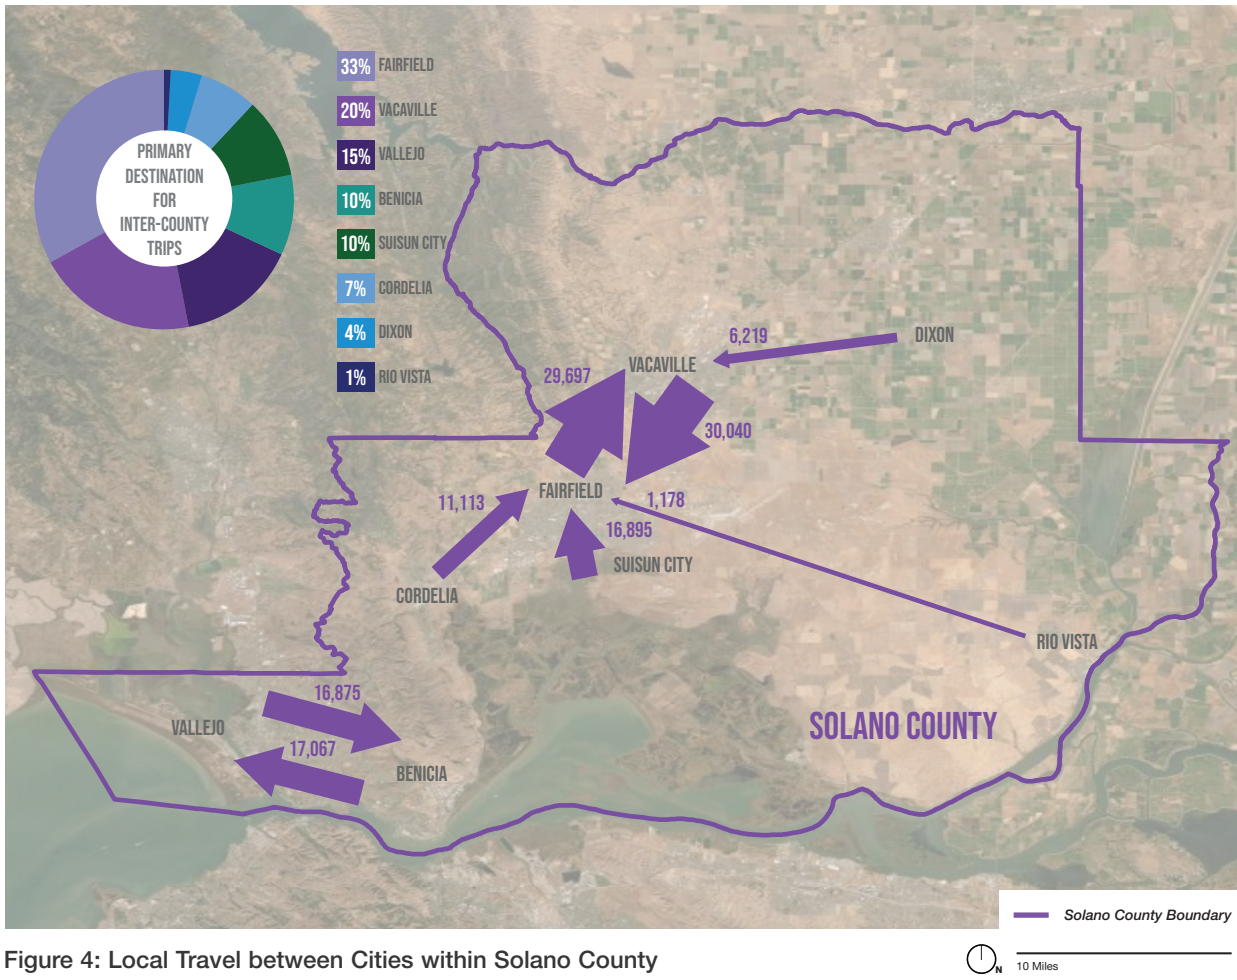 PRIMARY
DESTINATION
FOR
INTER-COUNTY
TRIPS
33% FAIRFIELD
20% VACAVILLE
15% VALLEJO
10% BENICIA
10% SUISUN CITY
7% CORDELIA
4% DIXON
1% RIO VISTA
6,219
DIXON
VACAVILLE
29,697
30,040
FAIRFIELD
11,113
1,178
16,895
SUISUN CITY
CORDELIA
RIO VISTA
16,875
VALLEJO
17,067
BENICIA
SOLANO COUNTY
Solano County Boundary
N
10 Miles
Figure 4: Local Travel between Cities within Solano County